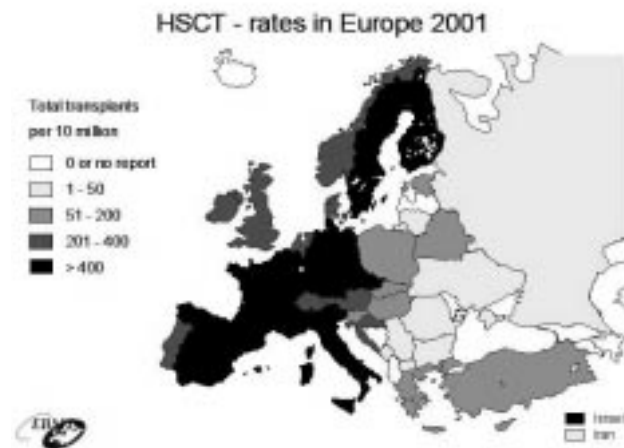 HSCT - rates in Europe 2001
Total transplants
per 10 million
0 or no report
1 - 50
51 - 200
201 - 400
>400
Israel
Iran